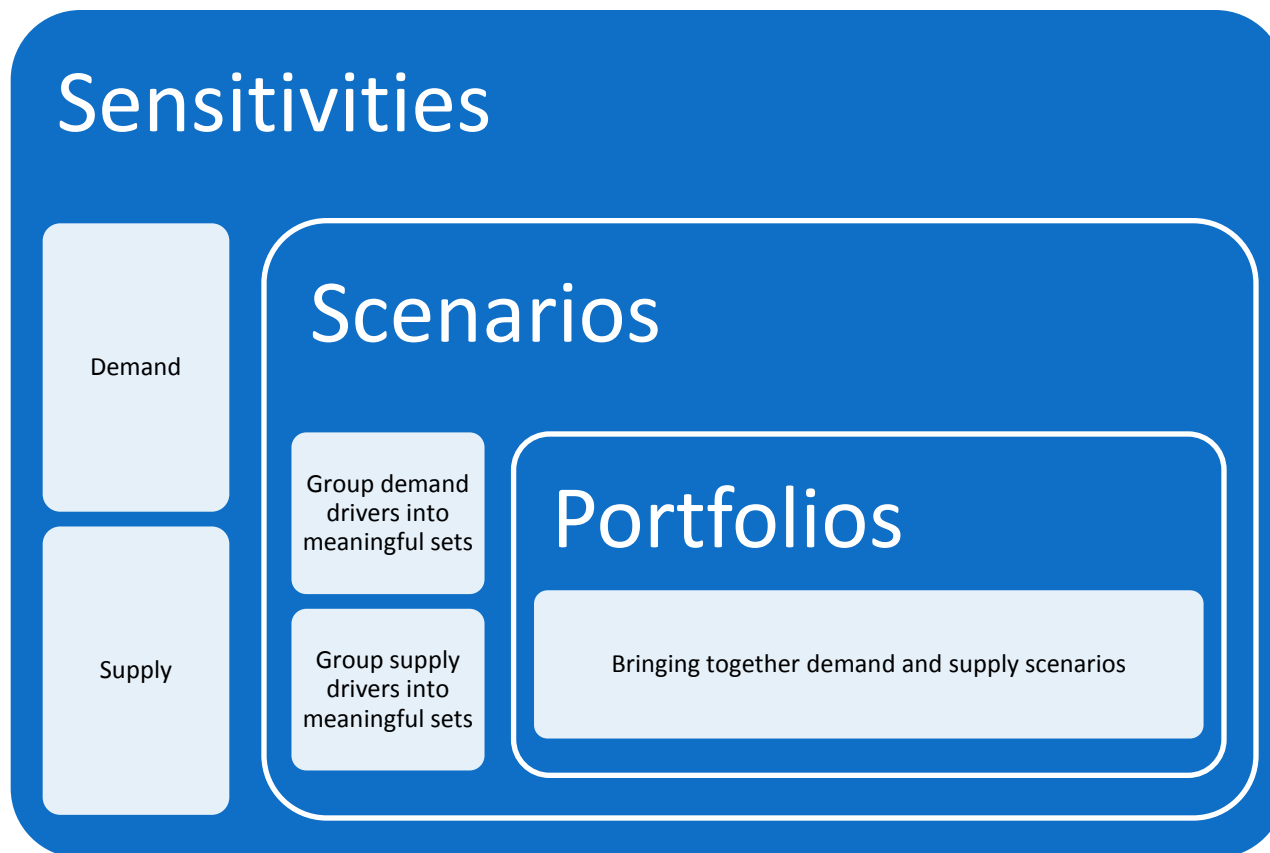 Sensitivities
Demand
Supply
Scenarios
Group demand
drivers into
meaningful sets
Group supply
drivers into
meaningful sets
Portfolios
Bringing together demand and supply scenarios